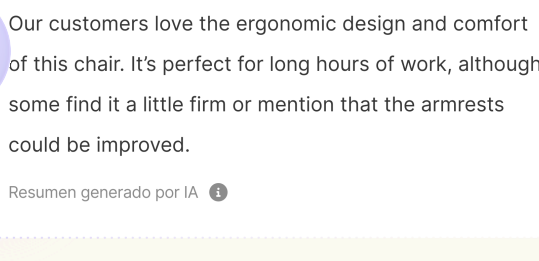 Our customers love the ergonomic design and comfort
of this chair. It’s perfect for long hours of work, although
some find it a little firm or mention that the armrests
could be improved.
Resumen generado por IA